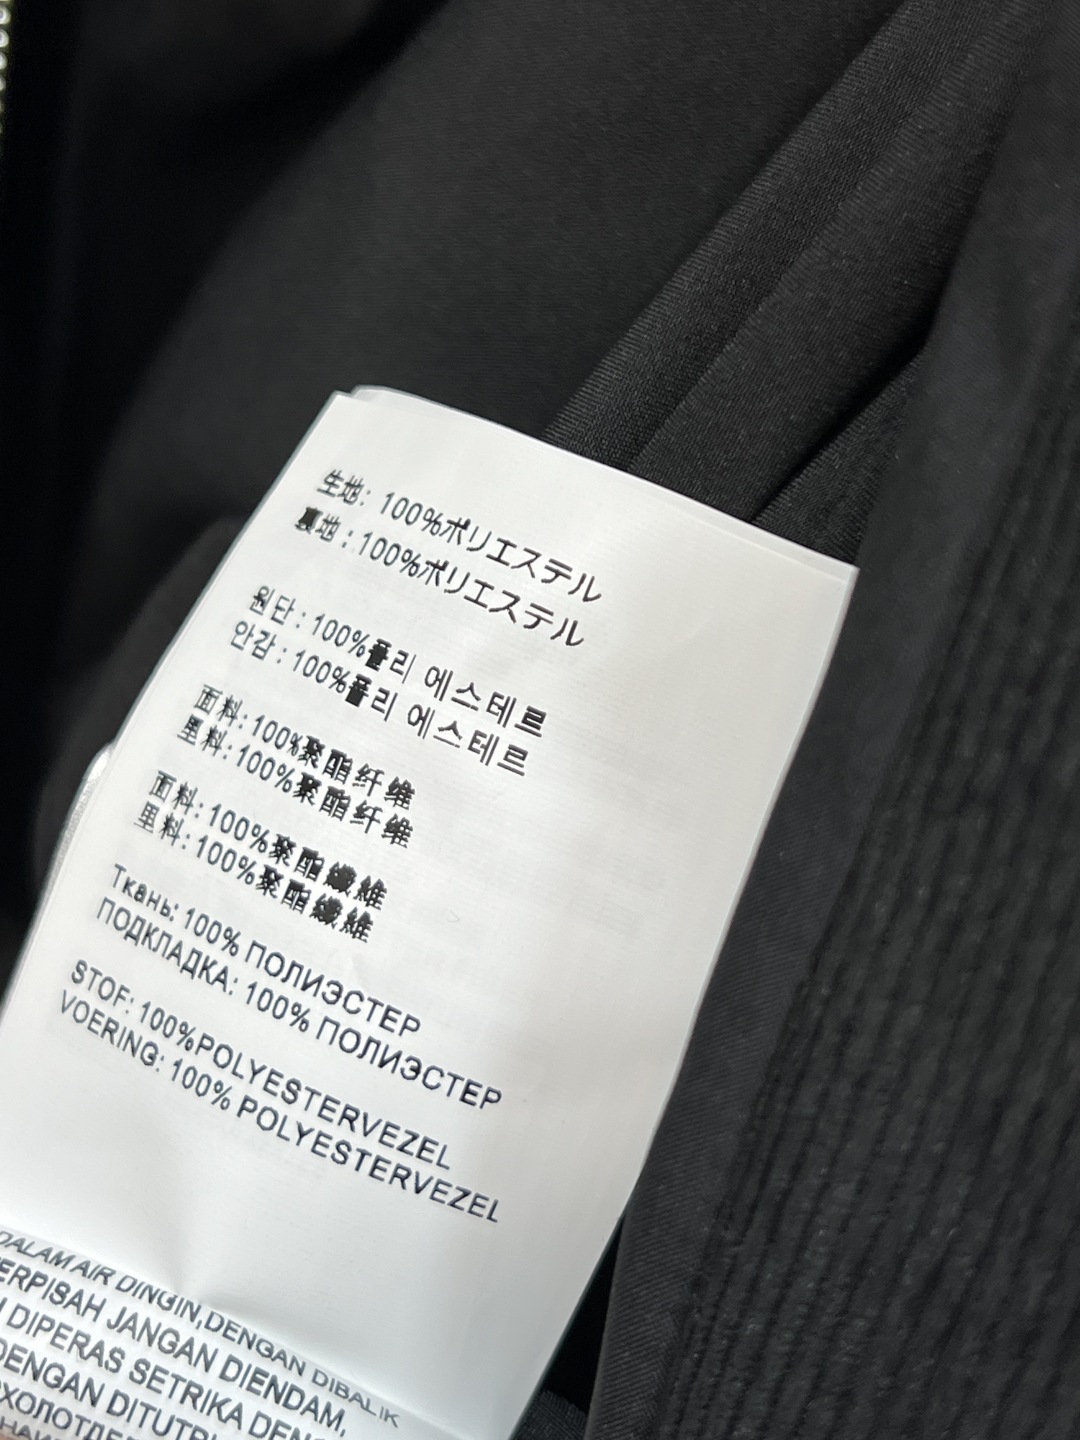 生地: 100%ポリエステル
裏地:100%ポリエステル
원단:100%폴리 에스테르
안감:100%폴리 에스테르
面料:100%聚酯纤维
里料:100%聚酯纤维
面料:100%聚酯纖維
里料:100%聚酯纖維
Ткань: 100% ПОЛИЭСТЕР
ПОДКЛАДКА: 100% ПОЛИЭСТЕР
STOF: 100%POLYESTERVEZEL
VOERING: 100% POLYESTERVEZEL
DALAM AIR DINGIN,DENGAN DIBALIK
ERPISAH JANGAN DIENDAM,
DIPERAS SETRIKA DENG
DENGAN DITUTU
ХОЛОТД